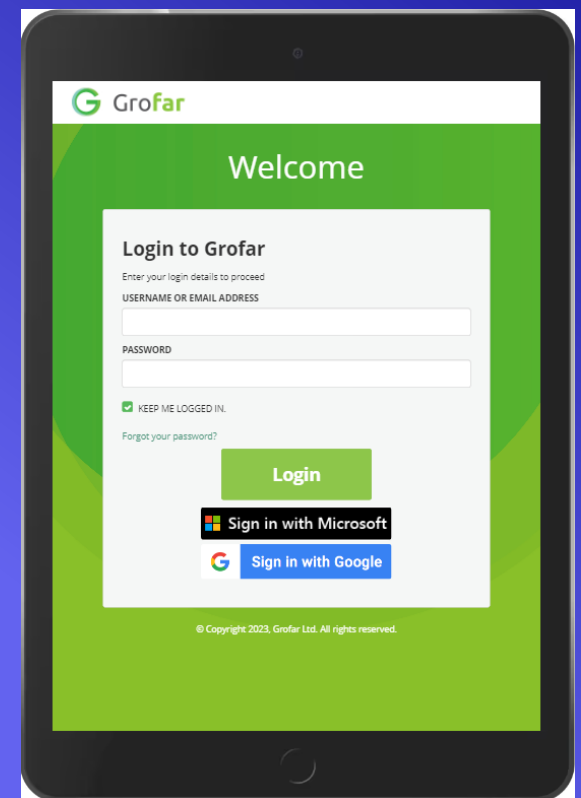 Grofar
Welcome
Login to Grofar
Enter your login details to proceed
USERNAME OR EMAIL ADDRESS
PASSWORD
KEEP ME LOGGED IN.
Forgot your password?
Login
Sign in with Microsoft
Sign in with Google
© Copyright 2023, Grofar Ltd. All rights reserved.